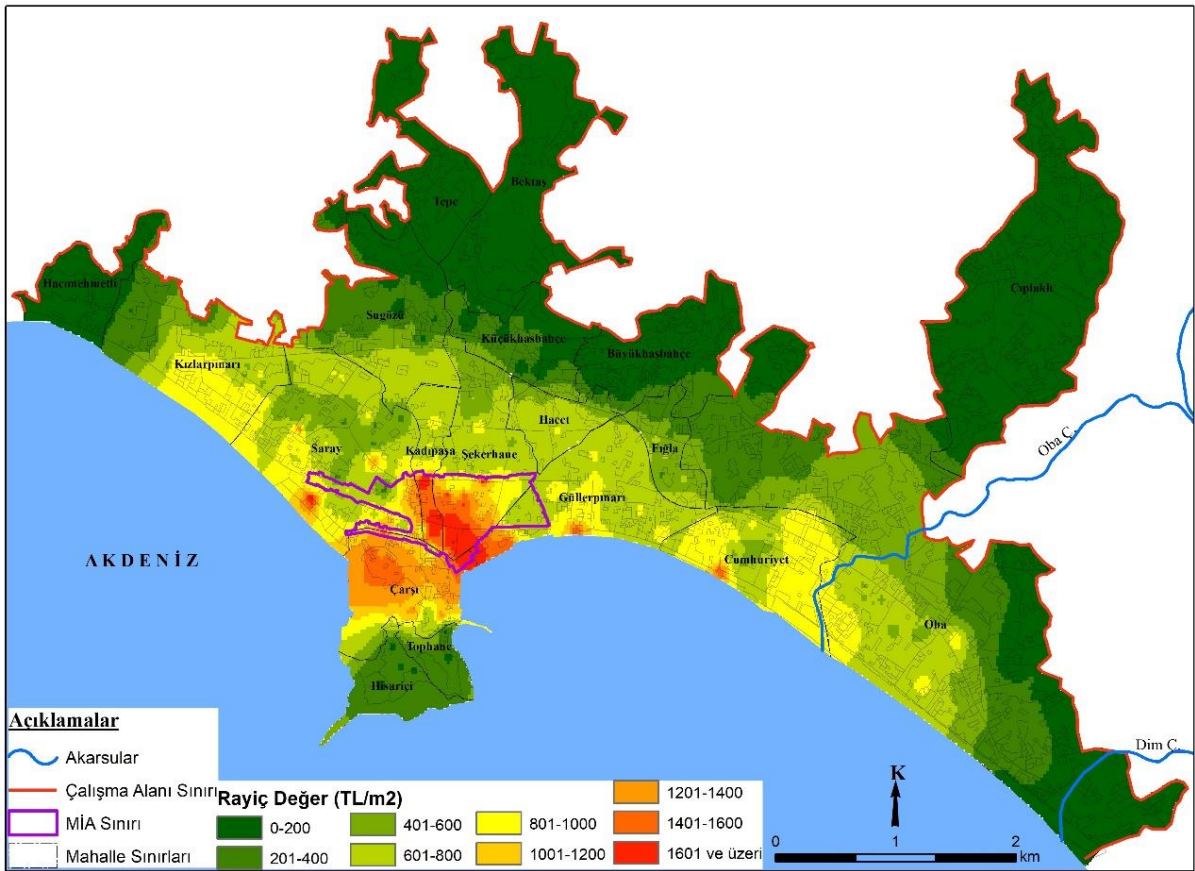 Bektaş
Tepe
Hacımehmetli
Çıplaklı
Sugözü
Küçükhasbahçe
Büyükhasbahçe
Kızlarpınarı
Oba Ç.
Hacet
Saray
Kadıpaşa
Şekerhane
Fığla
Güllerpınarı
AKDENİZ
Cumhuriyet
Çarşı
Oba
Tophane
Hisariçi
Dim Ç.
Açıklamalar
Akarsular
Çalışma Alanı Sınırı
MİA Sınırı
Mahalle Sınırları
Rayiç Değer (TL/m2)
0-200
201-400
401-600
601-800
801-1000
1001-1200
1201-1400
1401-1600
1601 ve üzeri
K
0 1 2
km